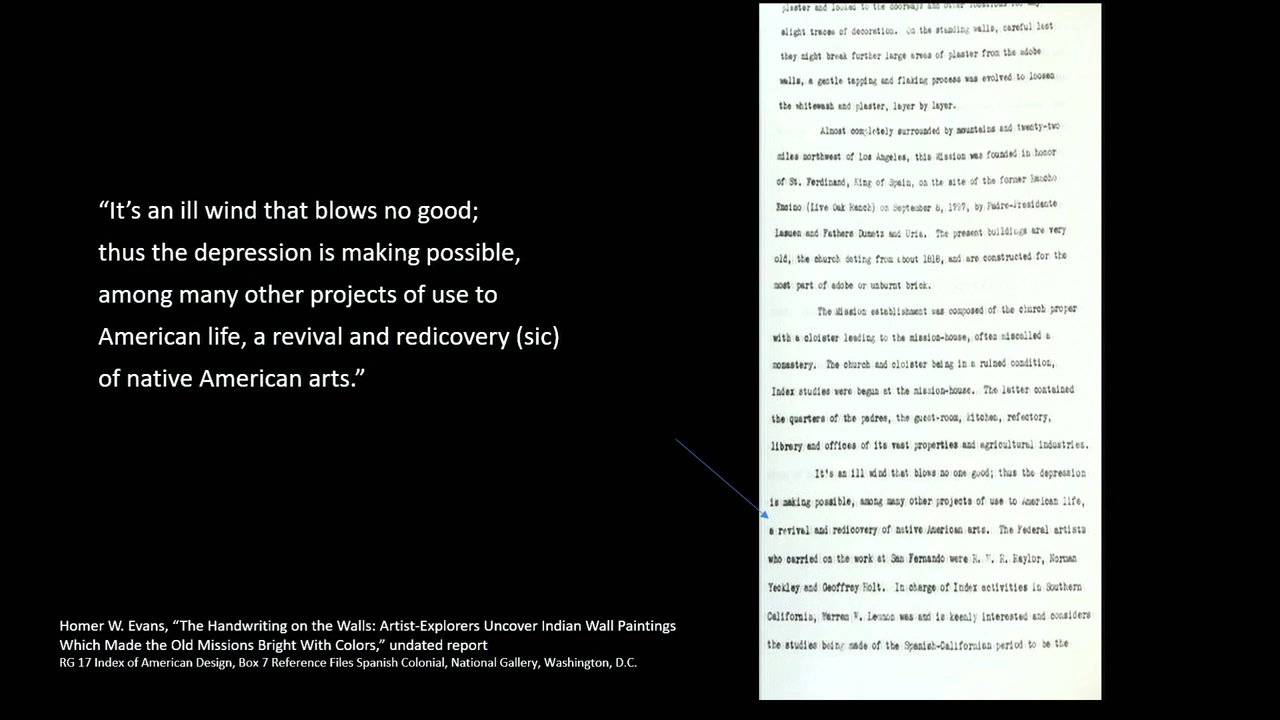 “It’s an ill wind that blows no good;
thus the depression is making possible,
among many other projects of use to
American life, a revival and redicovery (sic)
of native American arts.”
Homer W. Evans, “The Handwriting on the Wall: Artist-Explorers Uncover Indian Wall Paintings
Which Made the Old Missions Bright With Colors,” undated report
RG 17 Index of American Design, Box 7 Reference Files Spanish Colonial, National Gallery, Washington, D.C.
plaster and looked to the doorways and other locations for any
slight traces of decoration. On the standing walls, careful lest
they might break further large areas of plaster from the adobe
walls, a gentle tapping and flaking process was evolved to loosen
the whitewash and plaster, layer by layer.
Almost completely surrounded by mountains and twenty-two
miles northwest of Los Angeles, this Mission was founded in honor
of St. Ferdinand, King of Spain, on the site of the former Rancho
Encino (Live Oak Ranch) on September 8, 1797, by Padre-Presidente
Lasuen and Fathers Dumetz and Uria. The present buildings are very
old, the church dating from about 1818, and are constructed for the
most part of adobe or unburnt brick.
The Mission establishment was composed of the church proper
with a cloister leading to the mission-house, often miscalled a
monastery. The church and cloister being in a ruined condition,
Index studies were begun at the mission-house. The latter contained
the quarters of the padres, the guest-room, kitchen, refectory,
library and offices of its vast properties and agricultural industries.
It's an ill wind that blows no one good; thus the depression
is making possible, among many other projects of use to American life,
a revival and redicovery of native American arts. The Federal artists
who carried on the work at San Fernando were R. W. R. Raylor, Norman
Yeckley and Geoffrey Holt. In charge of Index activities in Southern
California, Warren W. Lemmon was and is keenly interested and considers
the studies being made of the Spanish-Californian period to be the